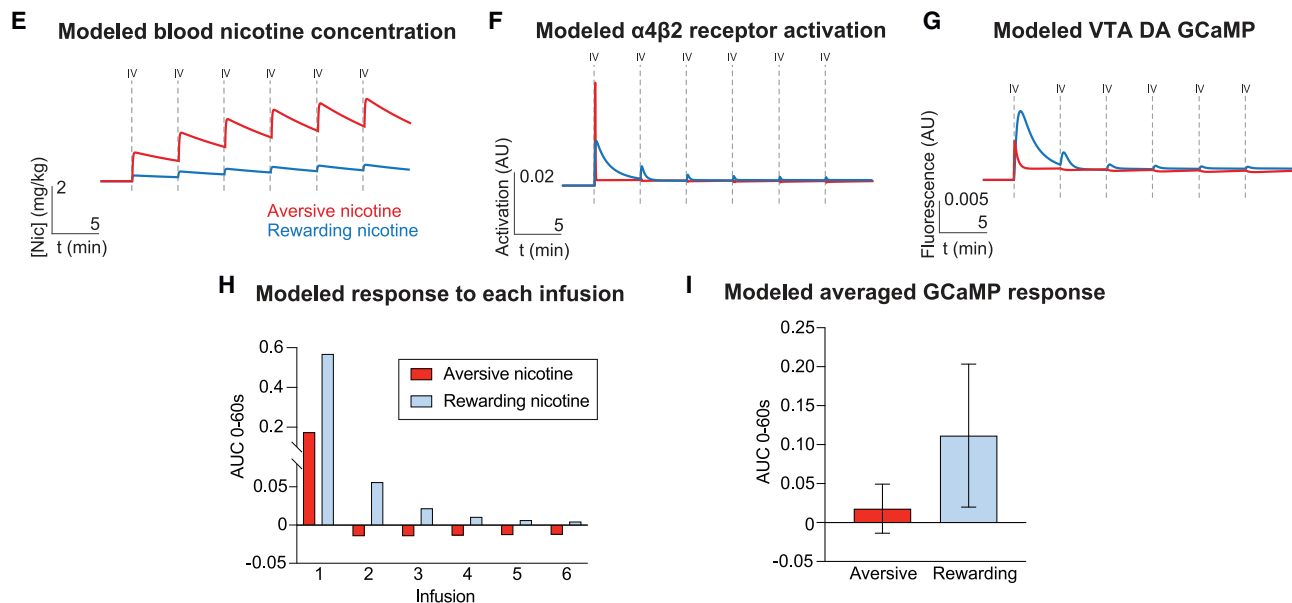 E Modeled blood nicotine concentration
IV IV IV IV IV IV
[Nic] (mg/kg)
2
5
t (min)
Aversive nicotine
Rewarding nicotine
F Modeled α4β2 receptor activation
IV IV IV IV IV IV
Activation (AU)
0.02
5
t (min)
G Modeled VTA DA GCaMP
IV IV IV IV IV IV
Fluorescence (AU)
0.005
5
t (min)
H Modeled response to each infusion
AUC 0-60s
0.6
0.4
0.2
0.05
0
-0.05
Aversive nicotine
Rewarding nicotine
1 2 3 4 5 6
Infusion
I Modeled averaged GCaMP response
AUC 0-60s
0.25
0.20
0.15
0.10
0.05
0
-0.05
Aversive Rewarding